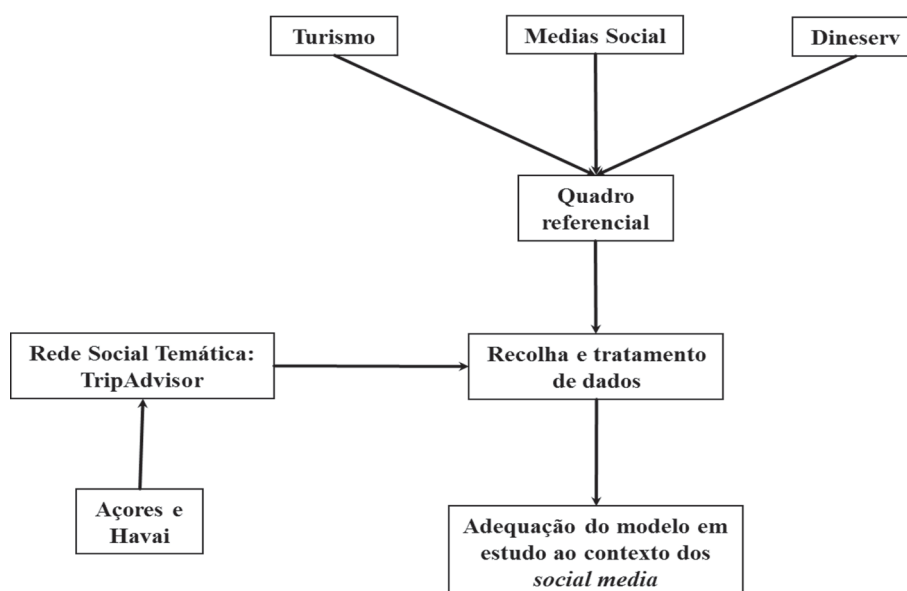 Turismo
Medias Social
Dineserv
Quadro
referencial
Rede Social Temática:
TripAdvisor
Recolha e tratamento
de dados
Açores e
Havai
Adequação do modelo em
estudo ao contexto dos
social media